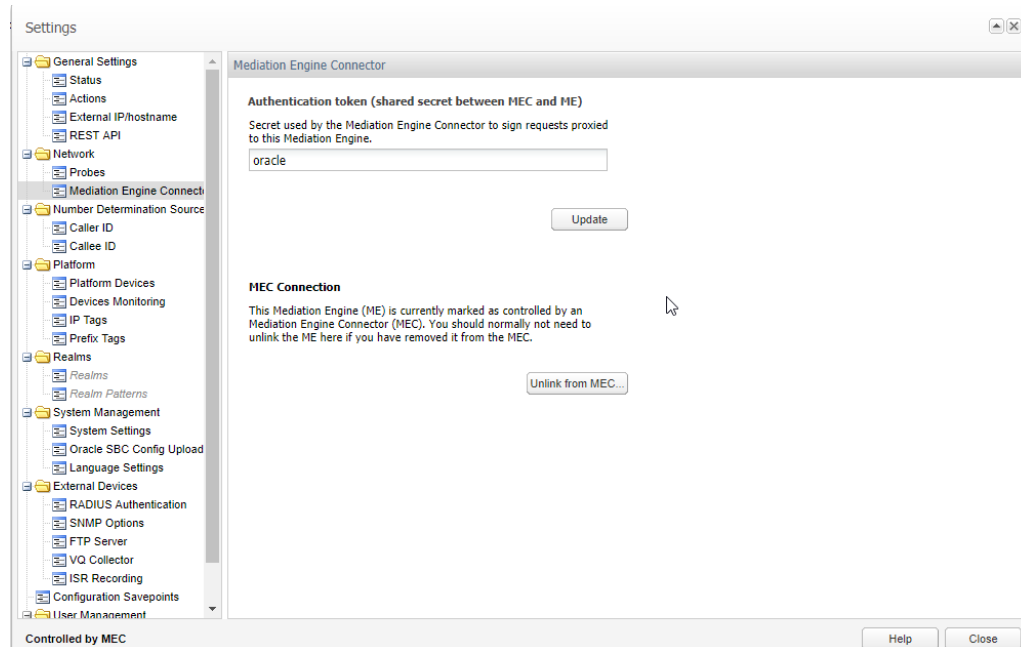 Settings
General Settings
Status
Actions
External IP/hostname
REST API
Network
Probes
Mediation Engine Connect
Number Determination Source
Caller ID
Callee ID
Platform
Platform Devices
Devices Monitoring
IP Tags
Prefix Tags
Realms
Realms
Realm Patterns
System Management
System Settings
Oracle SBC Config Upload
Language Settings
External Devices
RADIUS Authentication
SNMP Options
FTP Server
VQ Collector
ISR Recording
Configuration Savepoints
User Management
Mediation Engine Connector
Authentication token (shared secret between MEC and ME)
Secret used by the Mediation Engine Connector to sign requests proxied
to this Mediation Engine.
oracle
Update
MEC Connection
This Mediation Engine (ME) is currently marked as controlled by an
Mediation Engine Connector (MEC). You should normally not need to
unlink the ME here if you have removed it from the MEC.
Unlink from MEC...
Controlled by MEC
Help
Close